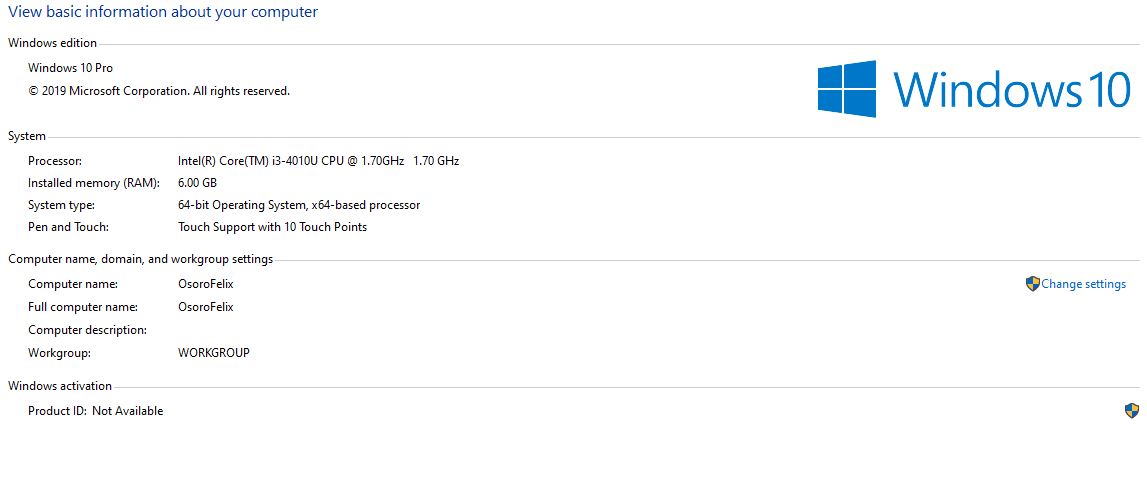 View basic information about your computer
Windows edition
Windows 10 Pro
© 2019 Microsoft Corporation. All rights reserved.
Windows 10
System
Processor: Intel(R) Core(TM) i3-4010U CPU @ 1.70GHz 1.70 GHz
Installed memory (RAM): 6.00 GB
System type: 64-bit Operating System, x64-based processor
Pen and Touch: Touch Support with 10 Touch Points
Computer name, domain, and workgroup settings
Computer name: OsoroFelix Change settings
Full computer name: OsoroFelix
Computer description:
Workgroup: WORKGROUP
Windows activation
Product ID: Not Available